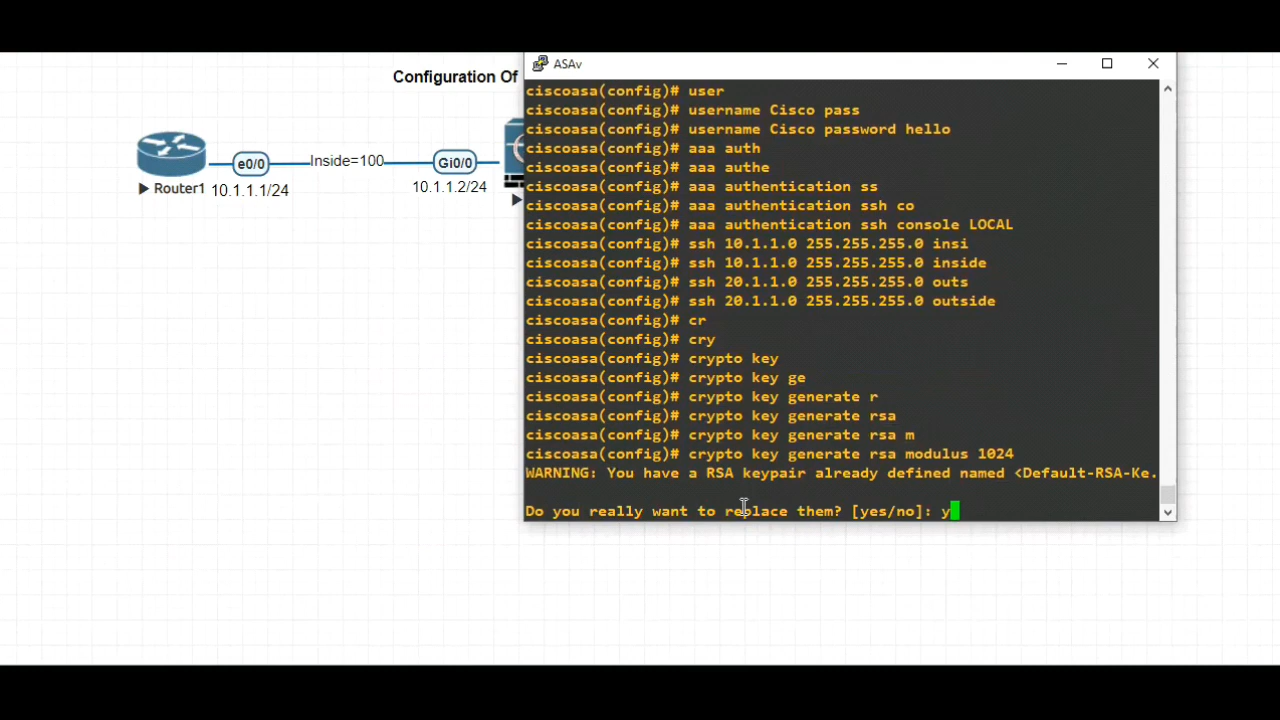 Configuration Of
e0/0
Inside=100
Gi0/0
Router1
10.1.1.1/24
10.1.1.2/24
ASAv
ciscoasa(config)# user
ciscoasa(config)# username Cisco pass
ciscoasa(config)# username Cisco password hello
ciscoasa(config)# aaa auth
ciscoasa(config)# aaa authe
ciscoasa(config)# aaa authentication ss
ciscoasa(config)# aaa authentication ssh co
ciscoasa(config)# aaa authentication ssh console LOCAL
ciscoasa(config)# ssh 10.1.1.0 255.255.255.0 insi
ciscoasa(config)# ssh 10.1.1.0 255.255.255.0 inside
ciscoasa(config)# ssh 20.1.1.0 255.255.255.0 outs
ciscoasa(config)# ssh 20.1.1.0 255.255.255.0 outside
ciscoasa(config)# cr
ciscoasa(config)# cry
ciscoasa(config)# crypto key
ciscoasa(config)# crypto key ge
ciscoasa(config)# crypto key generate r
ciscoasa(config)# crypto key generate rsa
ciscoasa(config)# crypto key generate rsa m
ciscoasa(config)# crypto key generate rsa modulus 1024
WARNING: You have a RSA keypair already defined named <Default-RSA-Ke.
Do you really want to replace them? [yes/no]: y